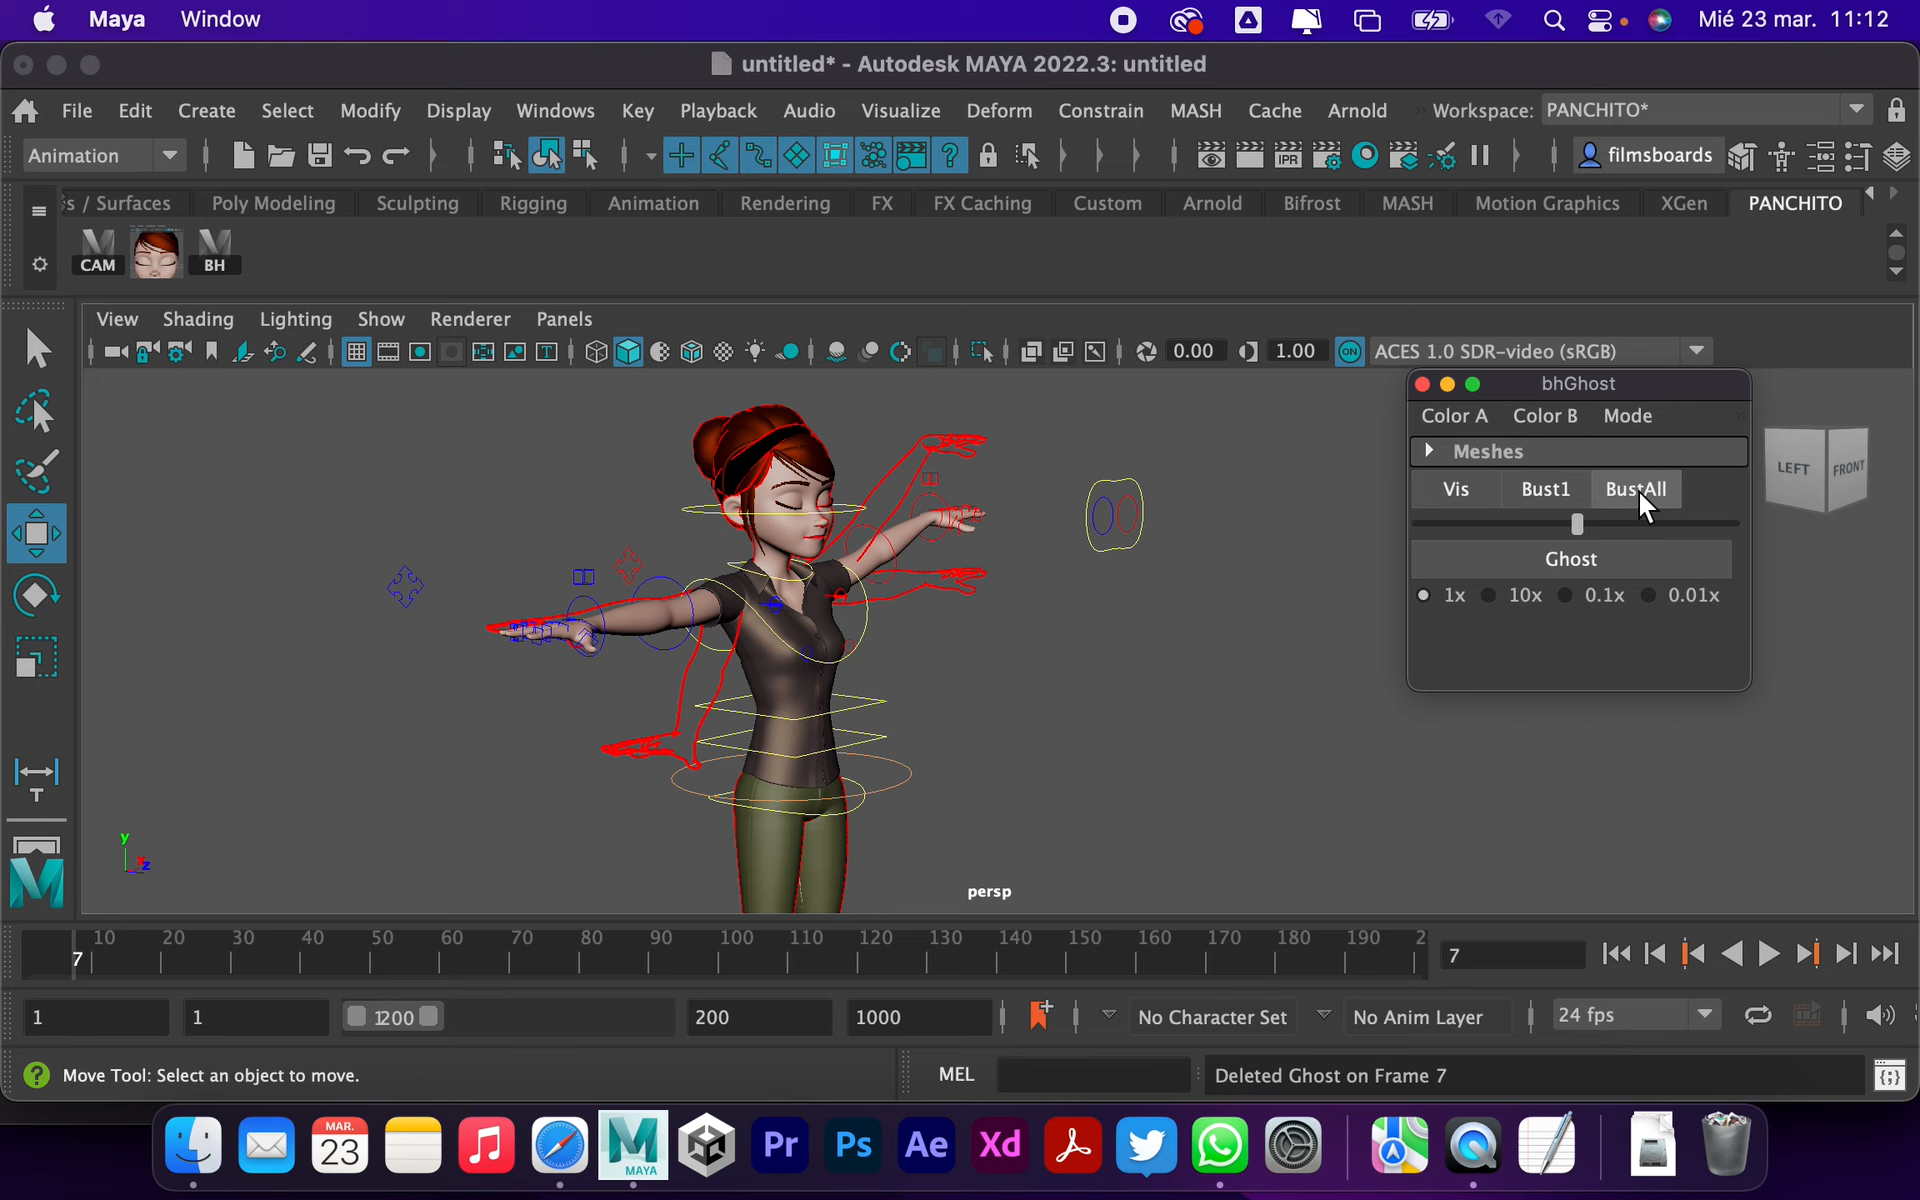 Maya Window Mié 23 mar. 11:12
untitled* - Autodesk MAYA 2022.3: untitled
File Edit Create Select Modify Display Windows Key Playback Audio Visualize Deform Constrain MASH Cache Arnold Workspace: PANCHITO*
Animation IPR filmsboards
s / Surfaces Poly Modeling Sculpting Rigging Animation Rendering FX FX Caching Custom Arnold Bifrost MASH Motion Graphics XGen PANCHITO
CAM BH
View Shading Lighting Show Renderer Panels
0.00 1.00 ON ACES 1.0 SDR-video (sRGB)
bhGhost
Color A Color B Mode
Meshes
Vis Bust1 BustAll
Ghost
1x 10x 0.1x 0.01x
LEFT FRONT
T
y
x z
persp
10 20 30 40 50 60 70 80 90 100 110 120 130 140 150 160 170 180 190 2
7 7
1 1 1200 200 1000 No Character Set No Anim Layer 24 fps
Move Tool: Select an object to move. MEL Deleted Ghost on Frame 7
MAR.
23 MAYA Pr Ps Ae Xd